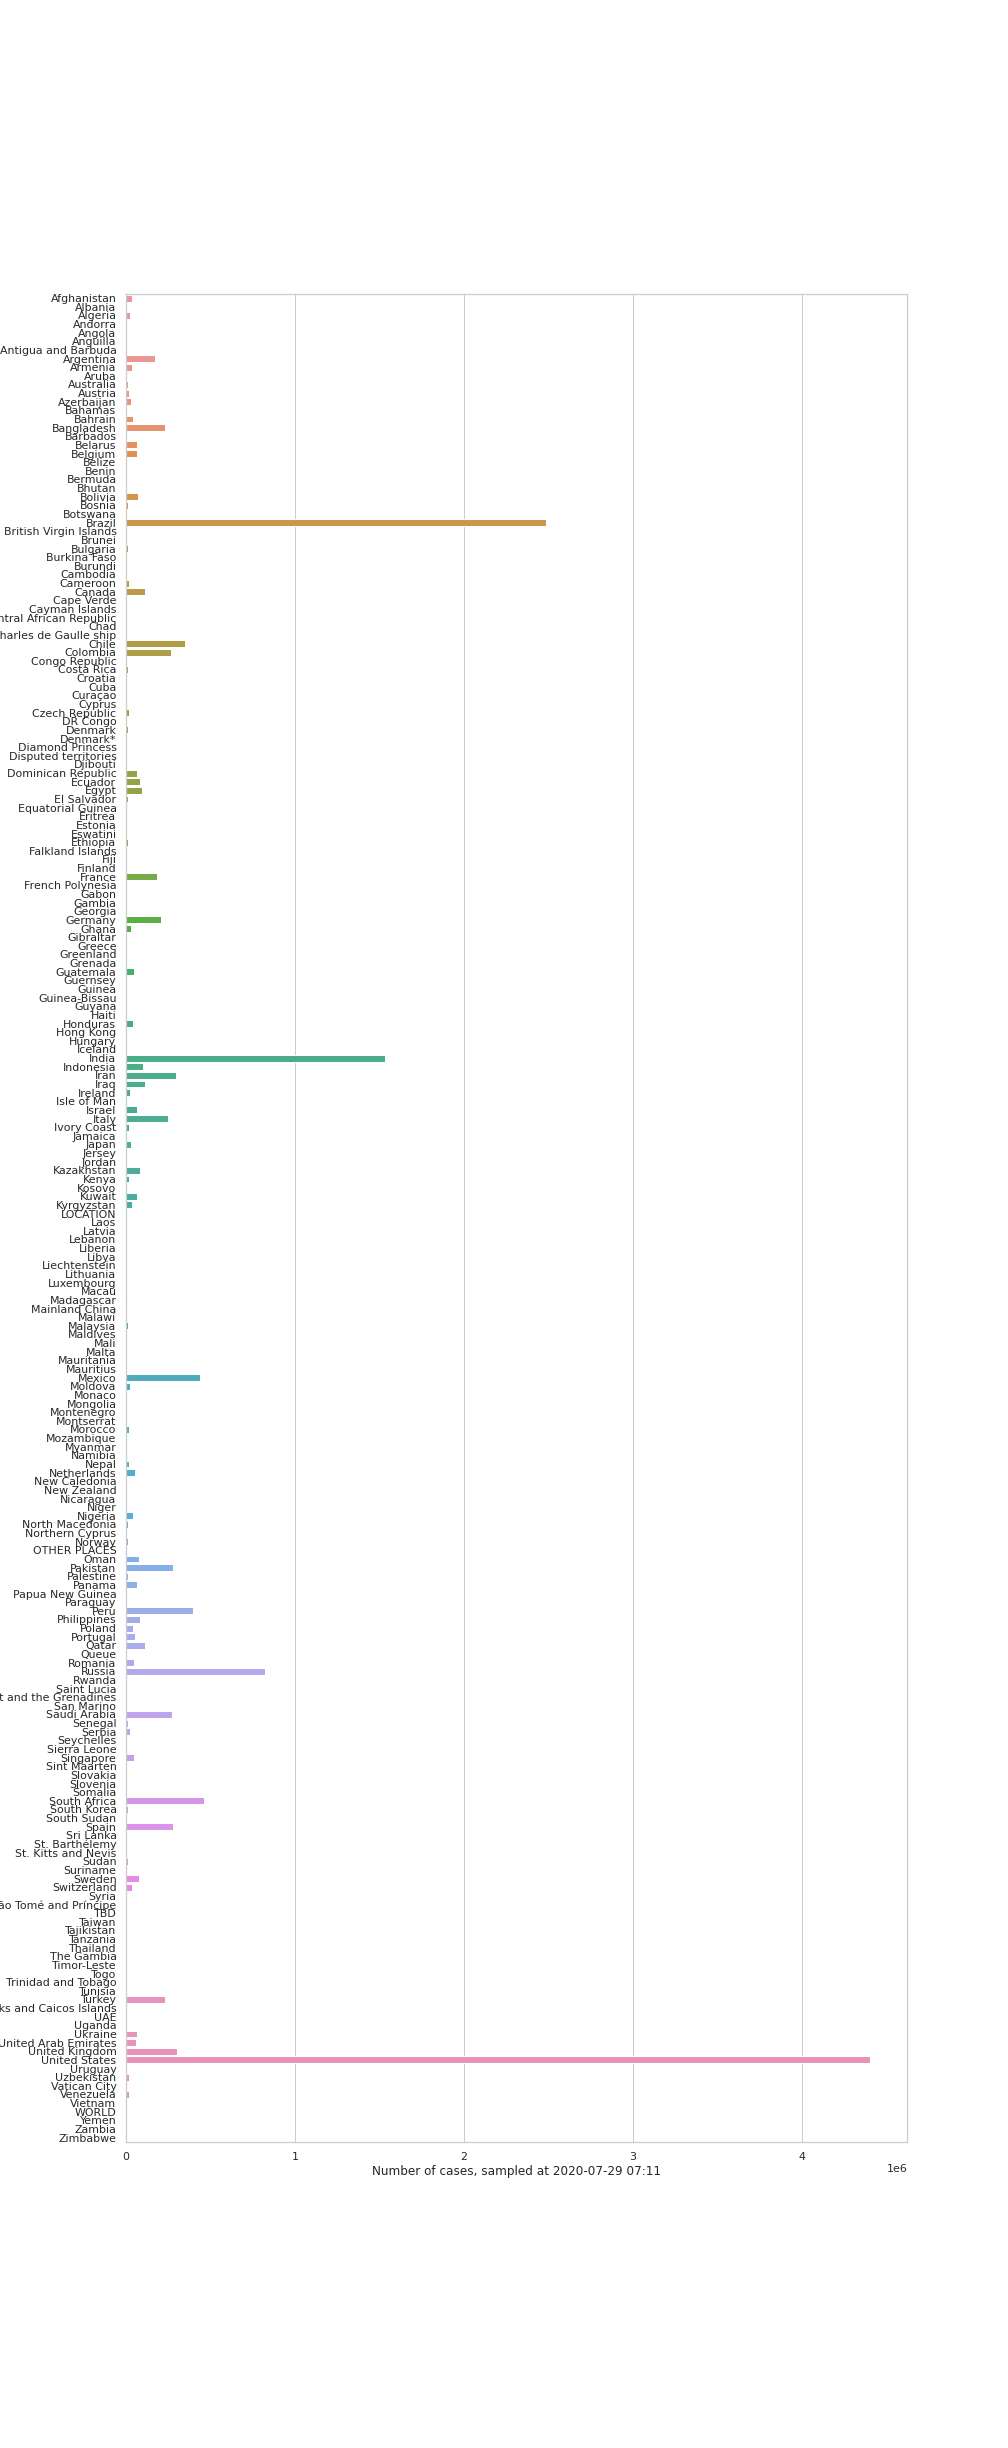 Afghanistan
Albania
Algeria
Andorra
Angola
Anguilla
Antigua and Barbuda
Argentina
Armenia
Aruba
Australia
Austria
Azerbaijan
Bahamas
Bahrain
Bangladesh
Barbados
Belarus
Belgium
Belize
Benin
Bermuda
Bhutan
Bolivia
Bosnia
Botswana
Brazil
British Virgin Islands
Brunei
Bulgaria
Burkina Faso
Burundi
Cambodia
Cameroon
Canada
Cape Verde
Cayman Islands
ntral African Republic
Chad
harles de Gaulle ship
Chile
Colombia
Congo Republic
Costa Rica
Croatia
Cuba
Curaçao
Cyprus
Czech Republic
DR Congo
Denmark
Denmark*
Diamond Princess
Disputed territories
Djibouti
Dominican Republic
Ecuador
Egypt
El Salvador
Equatorial Guinea
Eritrea
Estonia
Eswatini
Ethiopia
Falkland Islands
Fiji
Finland
France
French Polynesia
Gabon
Gambia
Georgia
Germany
Ghana
Gibraltar
Greece
Greenland
Grenada
Guatemala
Guernsey
Guinea
Guinea-Bissau
Guyana
Haiti
Honduras
Hong Kong
Hungary
Iceland
India
Indonesia
Iran
Iraq
Ireland
Isle of Man
Israel
Italy
Ivory Coast
Jamaica
Japan
Jersey
Jordan
Kazakhstan
Kenya
Kosovo
Kuwait
Kyrgyzstan
LOCATION
Laos
Latvia
Lebanon
Liberia
Libya
Liechtenstein
Lithuania
Luxembourg
Macau
Madagascar
Mainland China
Malawi
Malaysia
Maldives
Mali
Malta
Mauritania
Mauritius
Mexico
Moldova
Monaco
Mongolia
Montenegro
Montserrat
Morocco
Mozambique
Myanmar
Namibia
Nepal
Netherlands
New Caledonia
New Zealand
Nicaragua
Niger
Nigeria
North Macedonia
Northern Cyprus
Norway
OTHER PLACES
Oman
Pakistan
Palestine
Panama
Papua New Guinea
Paraguay
Peru
Philippines
Poland
Portugal
Qatar
Queue
Romania
Russia
Rwanda
Saint Lucia
t and the Grenadines
San Marino
Saudi Arabia
Senegal
Serbia
Seychelles
Sierra Leone
Singapore
Sint Maarten
Slovakia
Slovenia
Somalia
South Africa
South Korea
South Sudan
Spain
Sri Lanka
St. Barthélemy
St. Kitts and Nevis
Sudan
Suriname
Sweden
Switzerland
Syria
ão Tomé and Príncipe
TBD
Taiwan
Tajikistan
Tanzania
Thailand
The Gambia
Timor-Leste
Togo
Trinidad and Tobago
Tunisia
Turkey
ks and Caicos Islands
UAE
Uganda
Ukraine
United Arab Emirates
United Kingdom
United States
Uruguay
Uzbekistan
Vatican City
Venezuela
Vietnam
WORLD
Yemen
Zambia
Zimbabwe
0 1 2 3 4
1e6
Number of cases, sampled at 2020-07-29 07:11